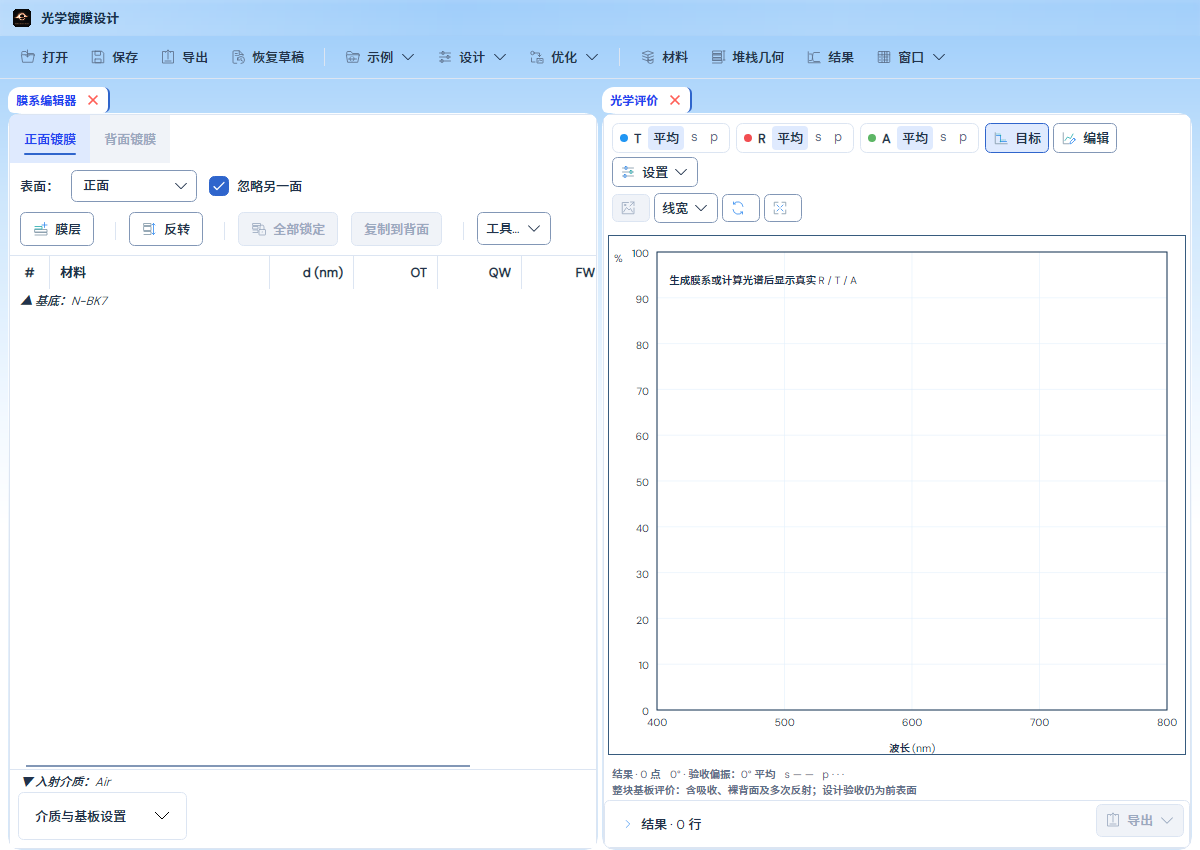 光学镀膜设计
打开 保存 导出 恢复草稿 示例 设计 优化 材料 堆栈几何 结果 窗口
膜系编辑器
正面镀膜 背面镀膜
表面： 正面 忽略另一面
膜层 反转 全部锁定 复制到背面 工具...
# 材料 d (nm) OT QW FW
▲ 基底： N-BK7
▼ 入射介质： Air
介质与基板设置
光学评价
T 平均 s p R 平均 s p A 平均 s p 目标 编辑
设置
线宽
%
100
生成膜系或计算光谱后显示真实 R / T / A
90
80
70
60
50
40
30
20
10
0
400 500 600 700 800
波长 (nm)
结果 · 0 点 0° · 验收偏振： 0° 平均 s — — p · · ·
整块基板评价：含吸收、裸背面及多次反射；设计验收仍为前表面
结果 · 0 行 导出